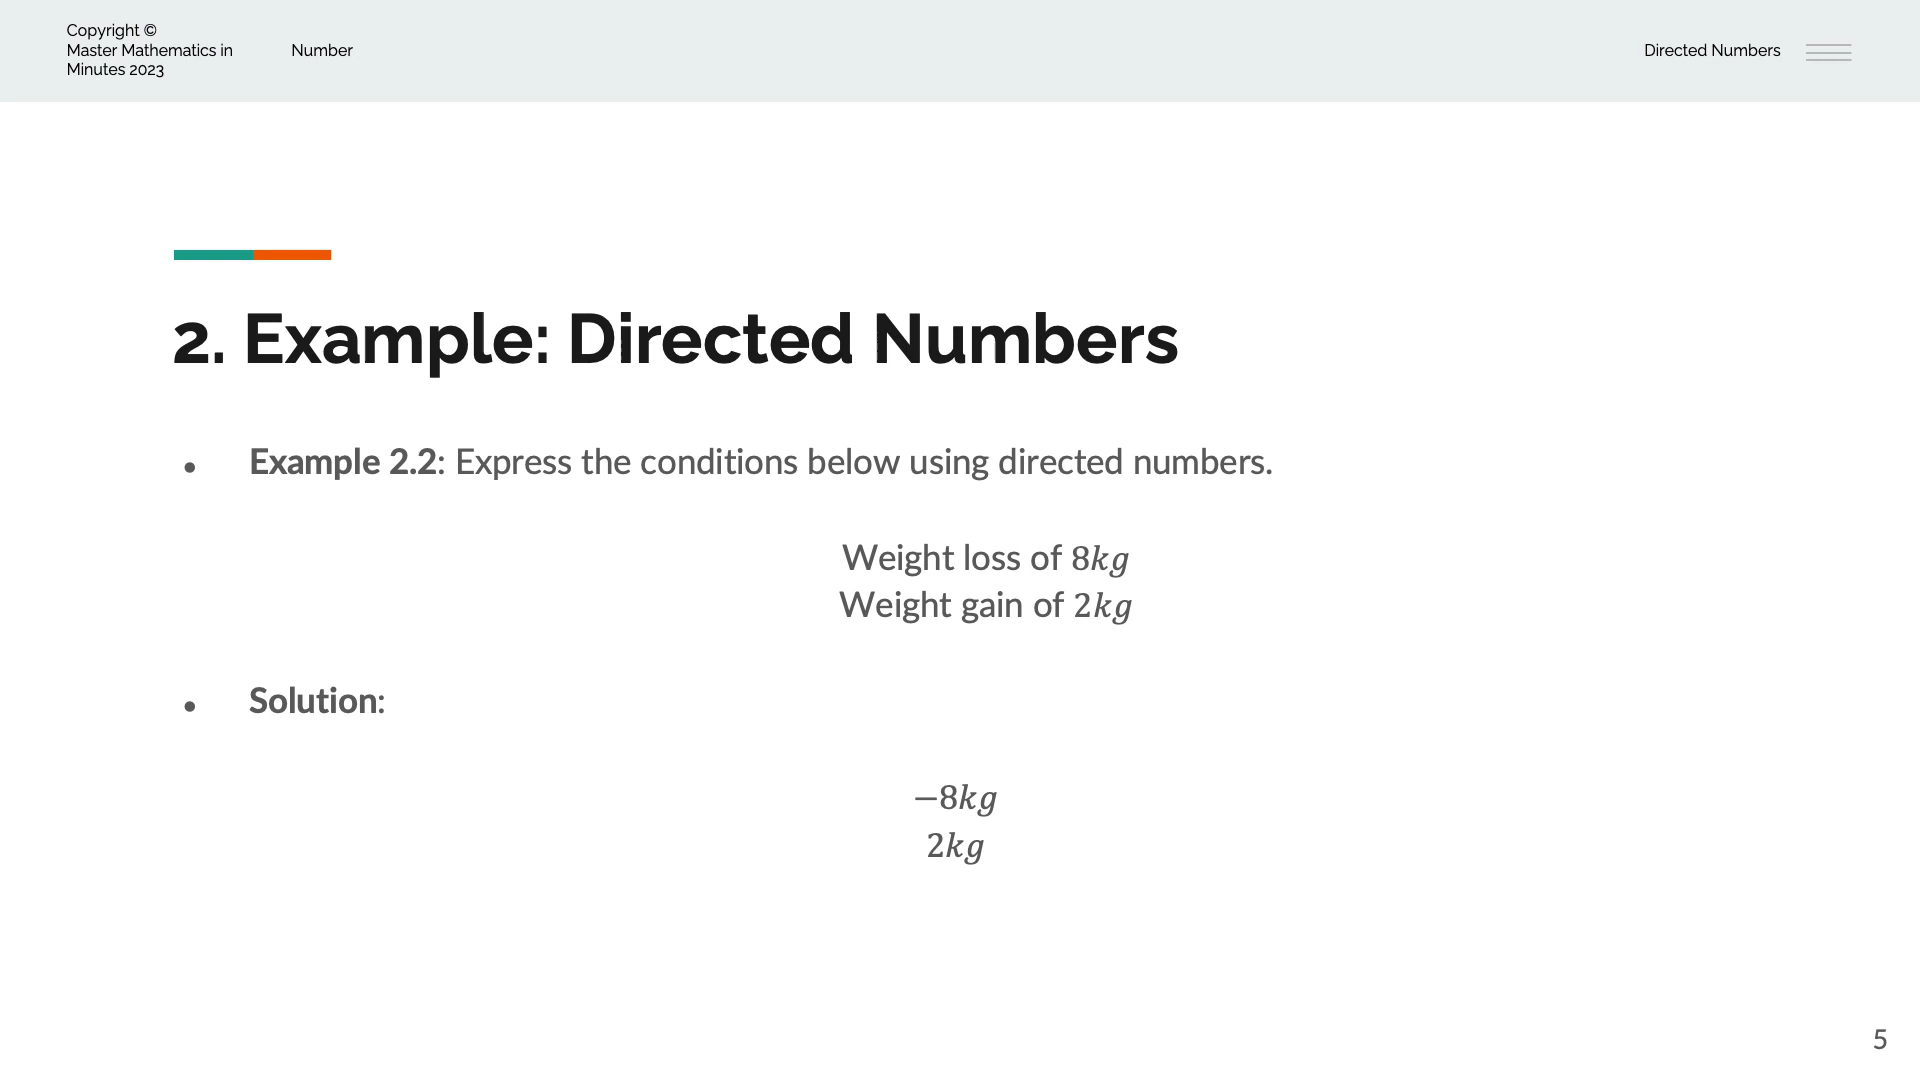 Copyright ©
Master Mathematics in
Minutes 2023
Number
Directed Numbers
2. Example: Directed Numbers
• Example 2.2: Express the conditions below using directed numbers.
Weight loss of 8kg
Weight gain of 2kg
• Solution:
−8kg
2kg
5